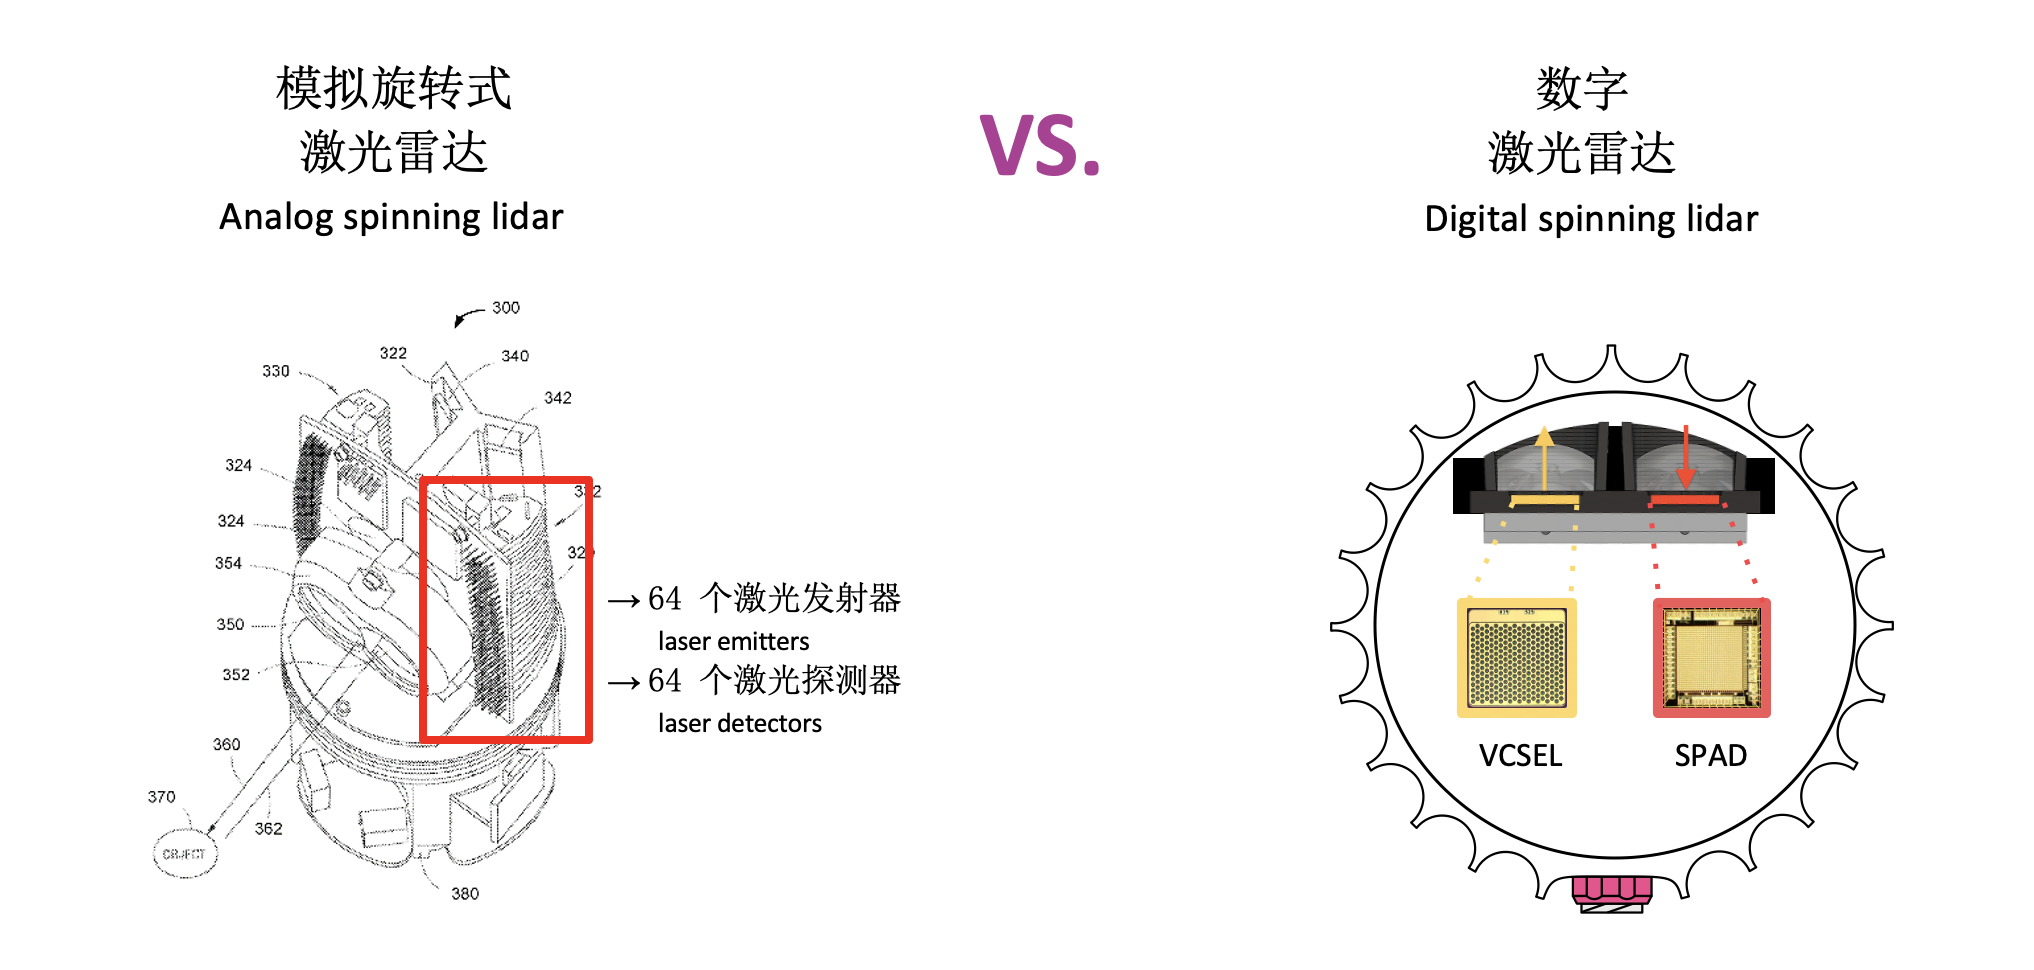 模拟旋转式
激光雷达
Analog spinning lidar
VS.
数字
激光雷达
Digital spinning lidar
300
322
340
330
342
324
332
324
354
350
352
→64 个激光发射器
laser emitters
→64 个激光探测器
laser detectors
360
370
362
OBJECT
380
VCSEL
SPAD